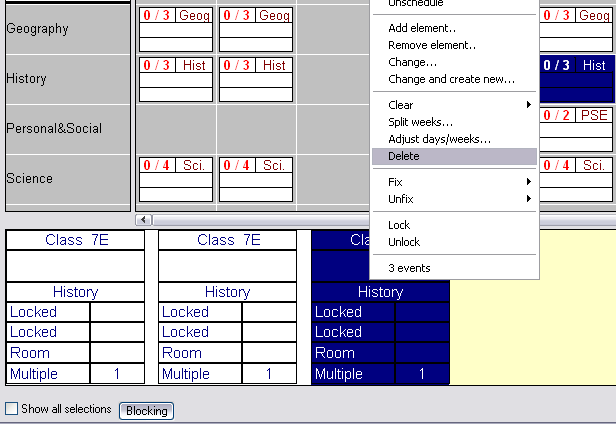 Unschedule
0 / 3 Geog 0 / 3 Geog 0 / 3 Geog
Geography
Add element..
Remove element..
0 / 3 Hist 0 / 3 Hist 0 / 3 Hist
Change...
History
Change and create new...
Clear
0 / 2 PSE
Split weeks...
Personal&Social
Adjust days/weeks...
Delete
0 / 4 Sci. 0 / 4 Sci. 0 / 4 Sci.
Science
Fix
Unfix
Lock
Unlock
3 events
Class 7E Class 7E
History History History
Locked Locked Locked
Locked Locked Locked
Room Room Room
Multiple 1 Multiple 1 Multiple 1
Show all selections Blocking